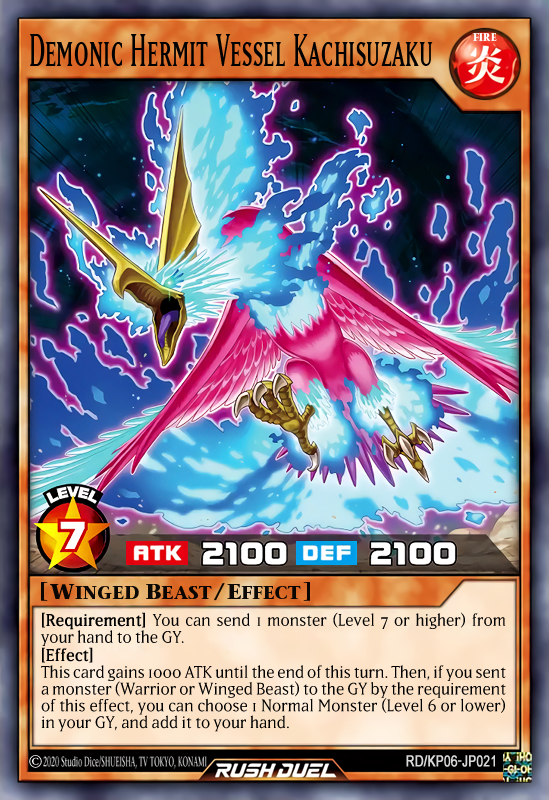 Demonic Hermit Vessel Kachisuzaku
FIRE
炎
LEVEL
7
ATK 2100 DEF 2100
[Winged Beast/Effect]
[Requirement] You can send 1 monster (Level 7 or higher) from
your hand to the GY.
[Effect]
This card gains 1000 ATK until the end of this turn. Then, if you sent
a monster (Warrior or Winged Beast) to the GY by the requirement
of this effect, you can choose 1 Normal Monster (Level 6 or lower)
in your GY, and add it to your hand.
©2020 Studio Dice/SHUEISHA, TV TOKYO, KONAMI
RUSH DUEL
RD/KP06-JP021